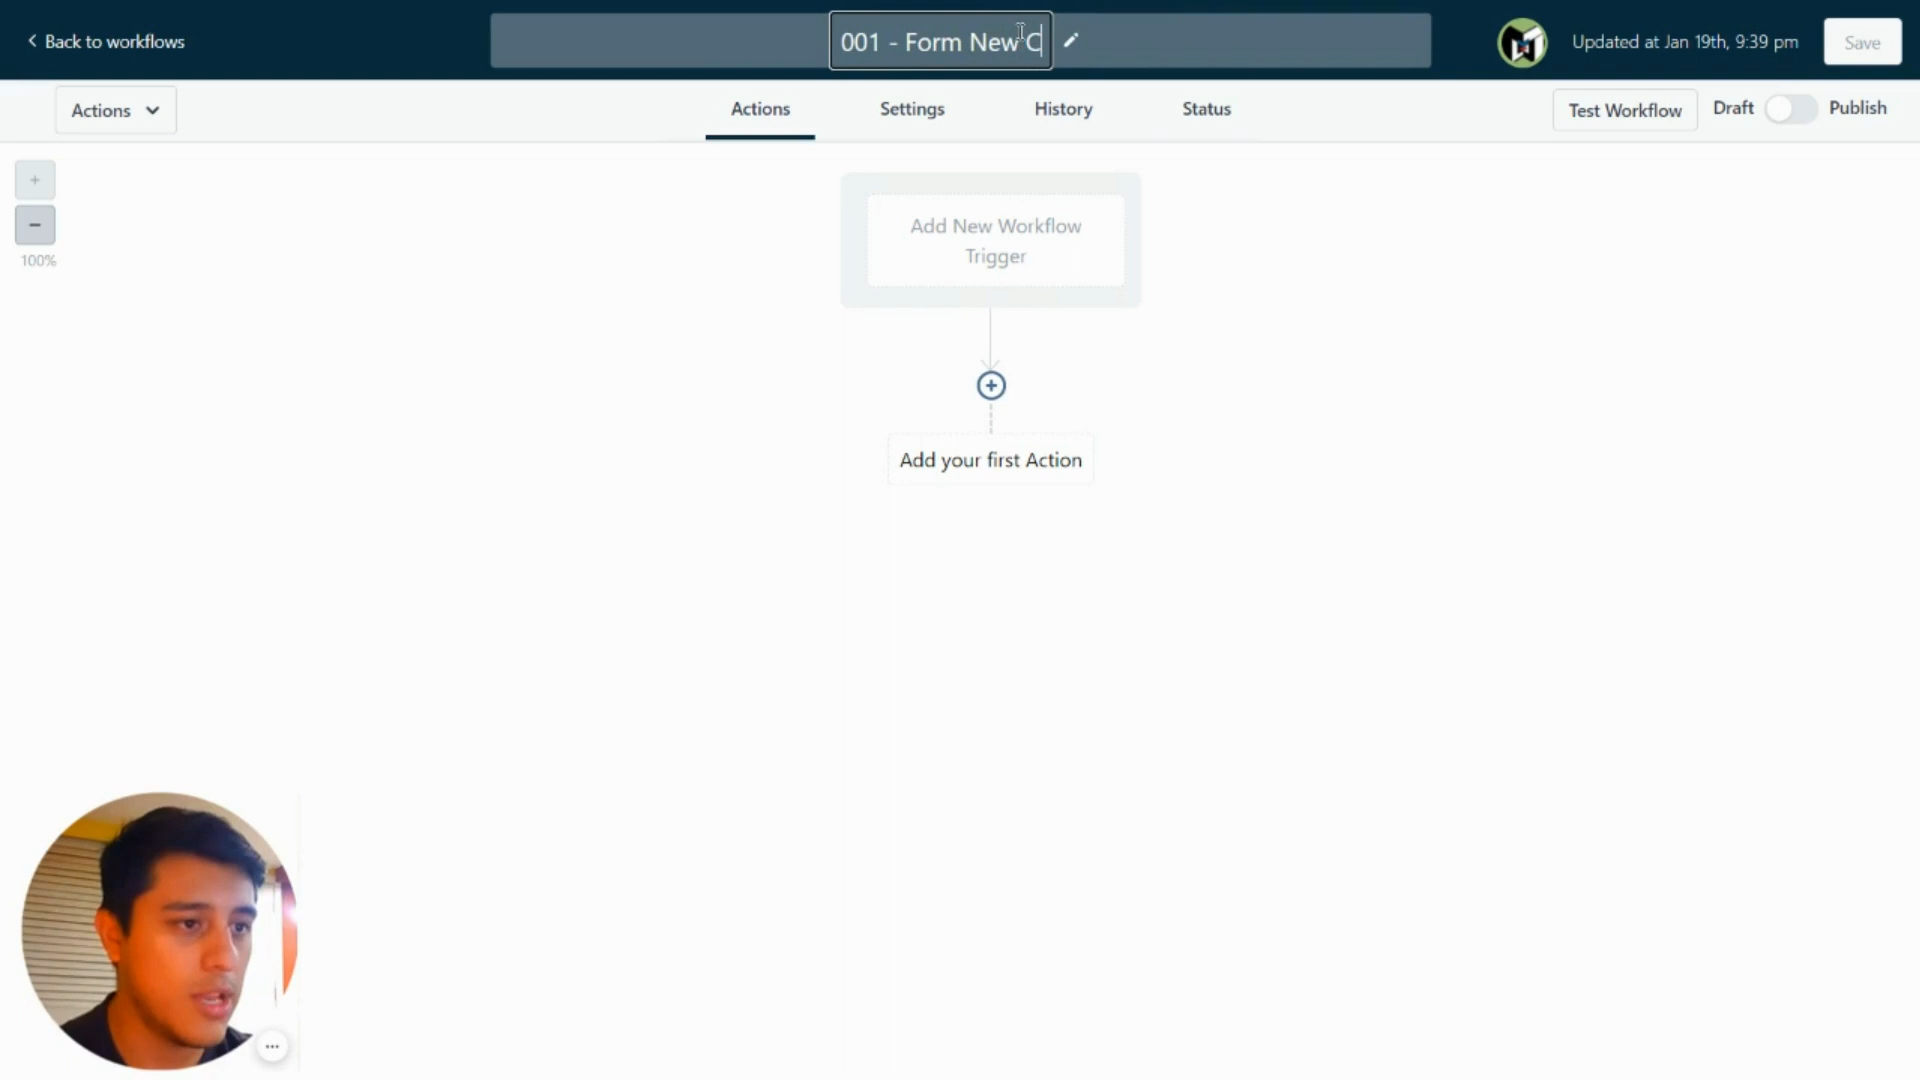 Back to workflows
001 - Form New C
Updated at Jan 19th, 9:39 pm
Save
Actions
Actions
Settings
History
Status
Test Workflow
Draft
Publish
100%
Add New Workflow
Trigger
Add your first Action